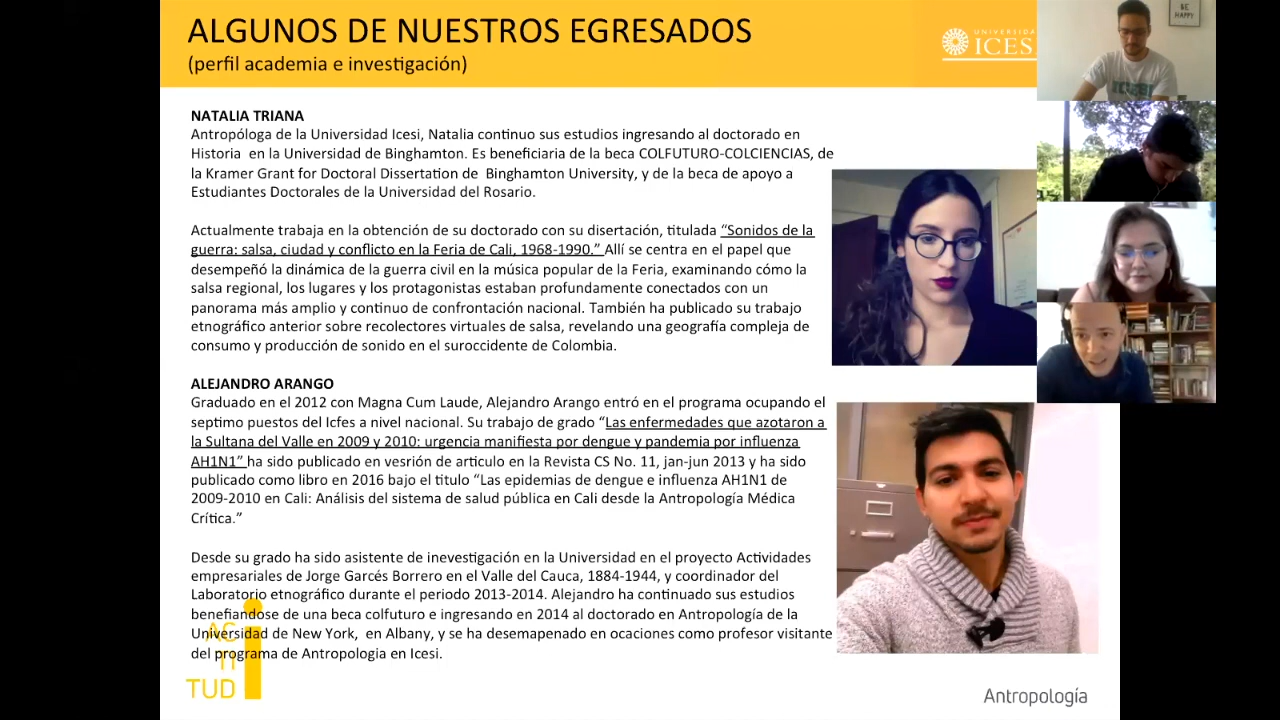 ALGUNOS DE NUESTROS EGRESADOS
(perfil academia e investigación)
UNIVERSIDA
ICESI
BE
HAPPY
NATALIA TRIANA
Antropóloga de la Universidad Icesi, Natalia continuo sus estudios ingresando al doctorado en
Historia en la Universidad de Binghamton. Es beneficiaria de la beca COLFUTURO-COLCIENCIAS, de
la Kramer Grant for Doctoral Dissertation de Binghamton University, y de la beca de apoyo a
Estudiantes Doctorales de la Universidad del Rosario.
Actualmente trabaja en la obtención de su doctorado con su disertación, titulada “Sonidos de la
guerra: salsa, ciudad y conflicto en la Feria de Cali, 1968-1990.” Allí se centra en el papel que
desempeñó la dinámica de la guerra civil en la música popular de la Feria, examinando cómo la
salsa regional, los lugares y los protagonistas estaban profundamente conectados con un
panorama más amplio y continuo de confrontación nacional. También ha publicado su trabajo
etnográfico anterior sobre recolectores virtuales de salsa, revelando una geografía compleja de
consumo y producción de sonido en el suroccidente de Colombia.
ALEJANDRO ARANGO
Graduado en el 2012 con Magna Cum Laude, Alejandro Arango entró en el programa ocupando el
septimo puestos del Icfes a nivel nacional. Su trabajo de grado “Las enfermedades que azotaron a
la Sultana del Valle en 2009 y 2010: urgencia manifiesta por dengue y pandemia por influenza
AH1N1” ha sido publicado en vesrión de articulo en la Revista CS No. 11, jan-jun 2013 y ha sido
publicado como libro en 2016 bajo el titulo “Las epidemias de dengue e influenza AH1N1 de
2009-2010 en Cali: Análisis del sistema de salud pública en Cali desde la Antropología Médica
Crítica.”
Desde su grado ha sido asistente de inevestigación en la Universidad en el proyecto Actividades
empresariales de Jorge Garcés Borrero en el Valle del Cauca, 1884-1944, y coordinador del
Laboratorio etnográfico durante el periodo 2013-2014. Alejandro ha continuado sus estudios
benefiandose de una beca colfuturo e ingresando en 2014 al doctorado en Antropología de la
Universidad de New York, en Albany, y se ha desemapenado en ocaciones como profesor visitante
del programa de Antropologia en Icesi.
AC
TI
TUD
Antropología